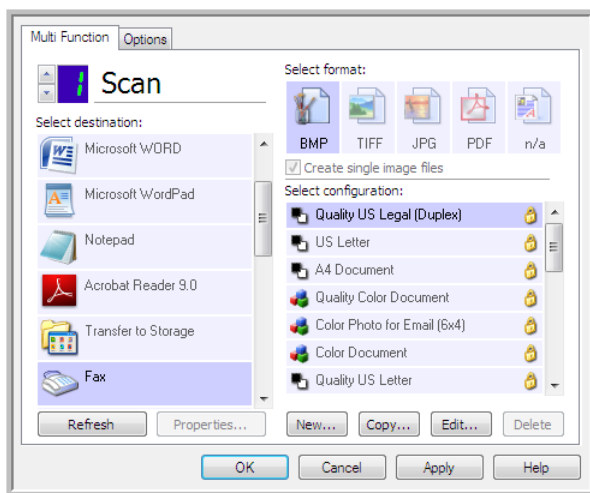 Multi Function
Options
1 Scan
Select destination:
Microsoft WORD
Microsoft WordPad
Notepad
Acrobat Reader 9.0
Transfer to Storage
Fax
Refresh
Properties...
Select format:
BMP
TIFF
JPG
PDF
n/a
Create single image files
Select configuration:
Quality US Legal (Duplex)
US Letter
A4 Document
Quality Color Document
Color Photo for Email (6x4)
Color Document
Quality US Letter
New...
Copy...
Edit...
Delete
OK
Cancel
Apply
Help